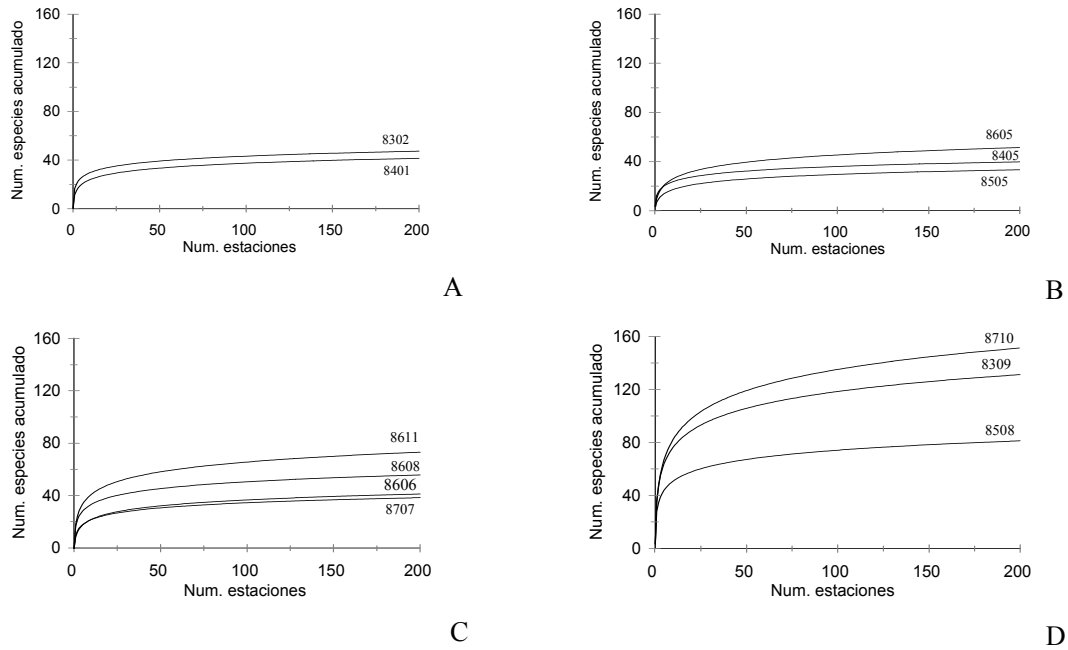 Num. especies acumulado
160
120
80
40
0
8302
8401
0 50 100 150 200
Num. estaciones
A
Num. especies acumulado
160
120
80
40
0
8605
8405
8505
0 50 100 150 200
Num. estaciones
B
Num. especies acumulado
160
120
80
40
0
8611
8608
8606
8707
0 50 100 150 200
Num. estaciones
C
Num. especies acumulado
160
120
80
40
0
8710
8309
8508
0 50 100 150 200
Num. estaciones
D